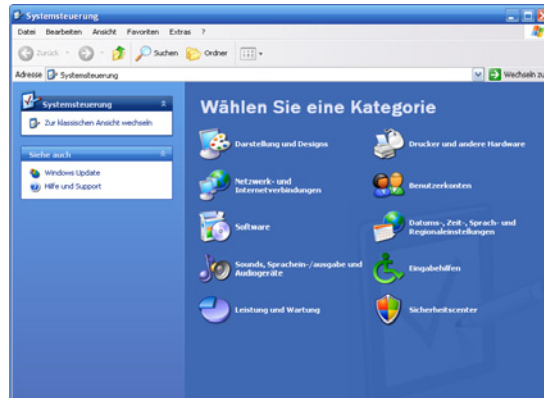 Systemsteuerung
Datei Bearbeiten Ansicht Favoriten Extras ?
Zurück Suchen Ordner
Adresse Systemsteuerung Wechseln zu
Systemsteuerung
Zur klassischen Ansicht wechseln
Siehe auch
Windows Update
Hilfe und Support
Wählen Sie eine Kategorie
Darstellung und Designs
Drucker und andere Hardware
Netzwerk- und
Internetverbindungen
Benutzerkonten
Software
Datums-, Zeit-, Sprach- und
Regionaleinstellungen
Sounds, Sprachein-/ausgabe und
Audiogeräte
Eingabehilfen
Leistung und Wartung
Sicherheitscenter